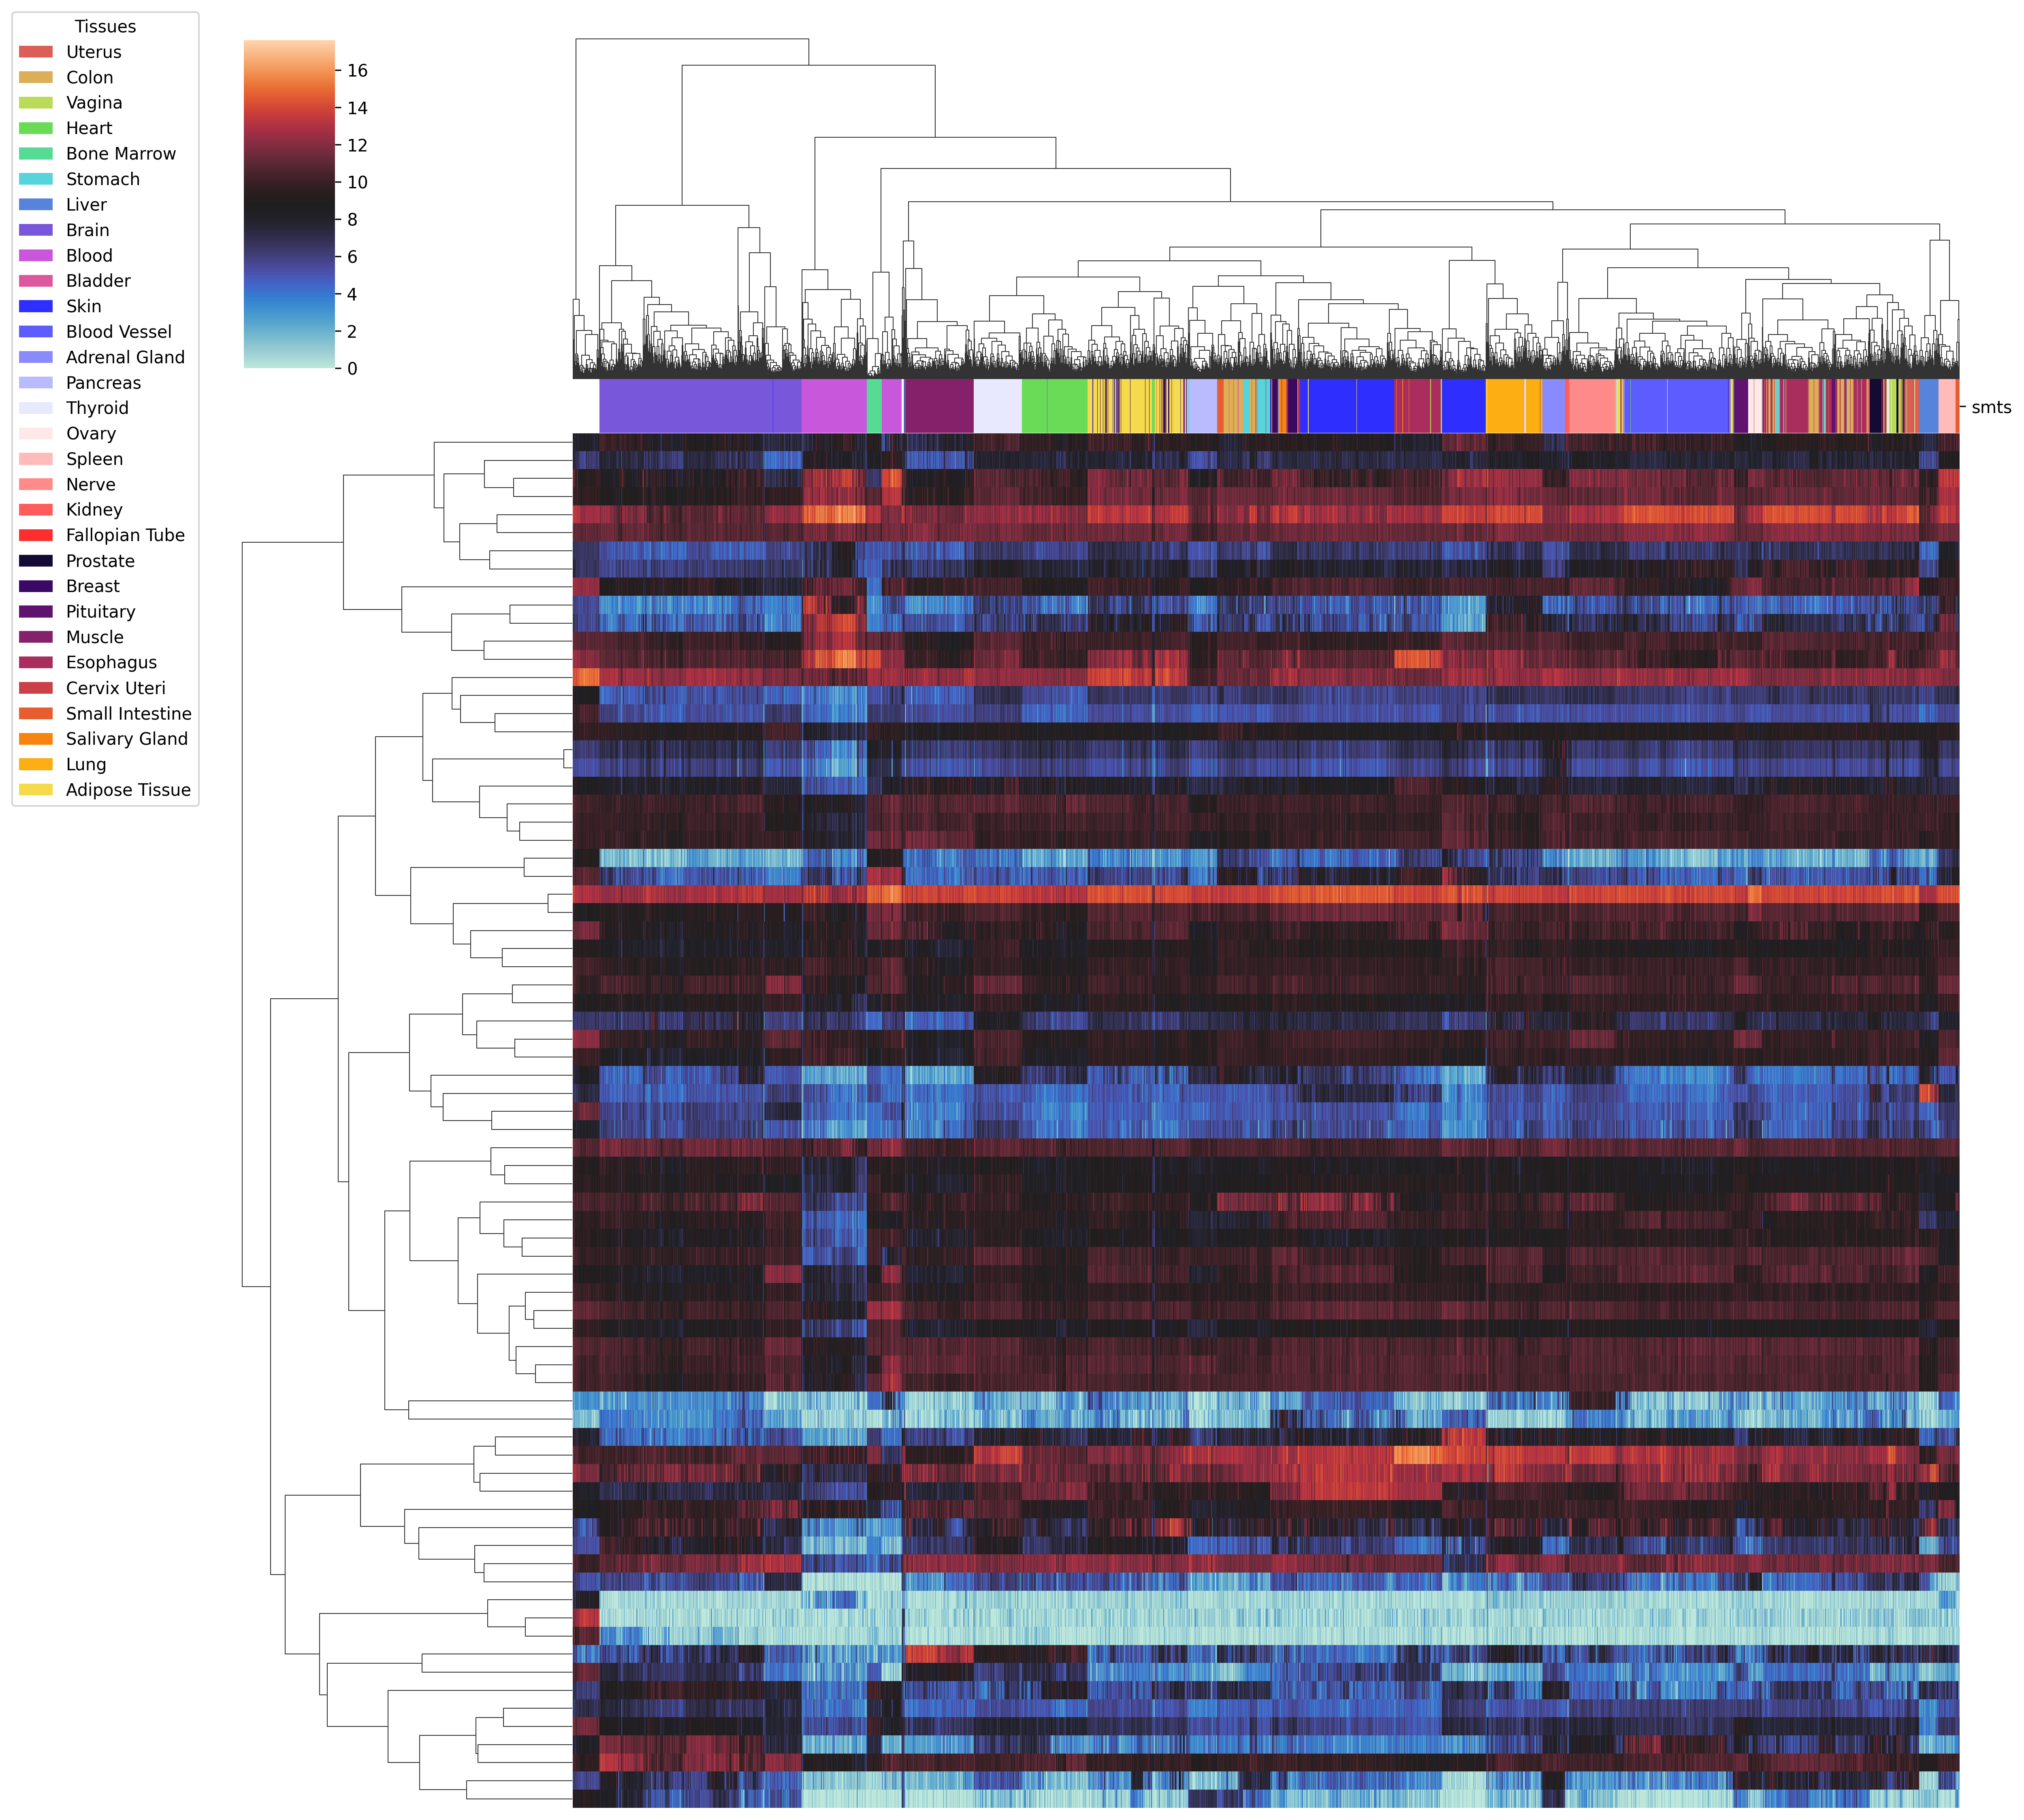 Tissues
Uterus
Colon
Vagina
Heart
Bone Marrow
Stomach
Liver
Brain
Blood
Bladder
Skin
Blood Vessel
Adrenal Gland
Pancreas
Thyroid
Ovary
Spleen
Nerve
Kidney
Fallopian Tube
Prostate
Breast
Pituitary
Muscle
Esophagus
Cervix Uteri
Small Intestine
Salivary Gland
Lung
Adipose Tissue
16
14
12
10
8
6
4
2
0
smts